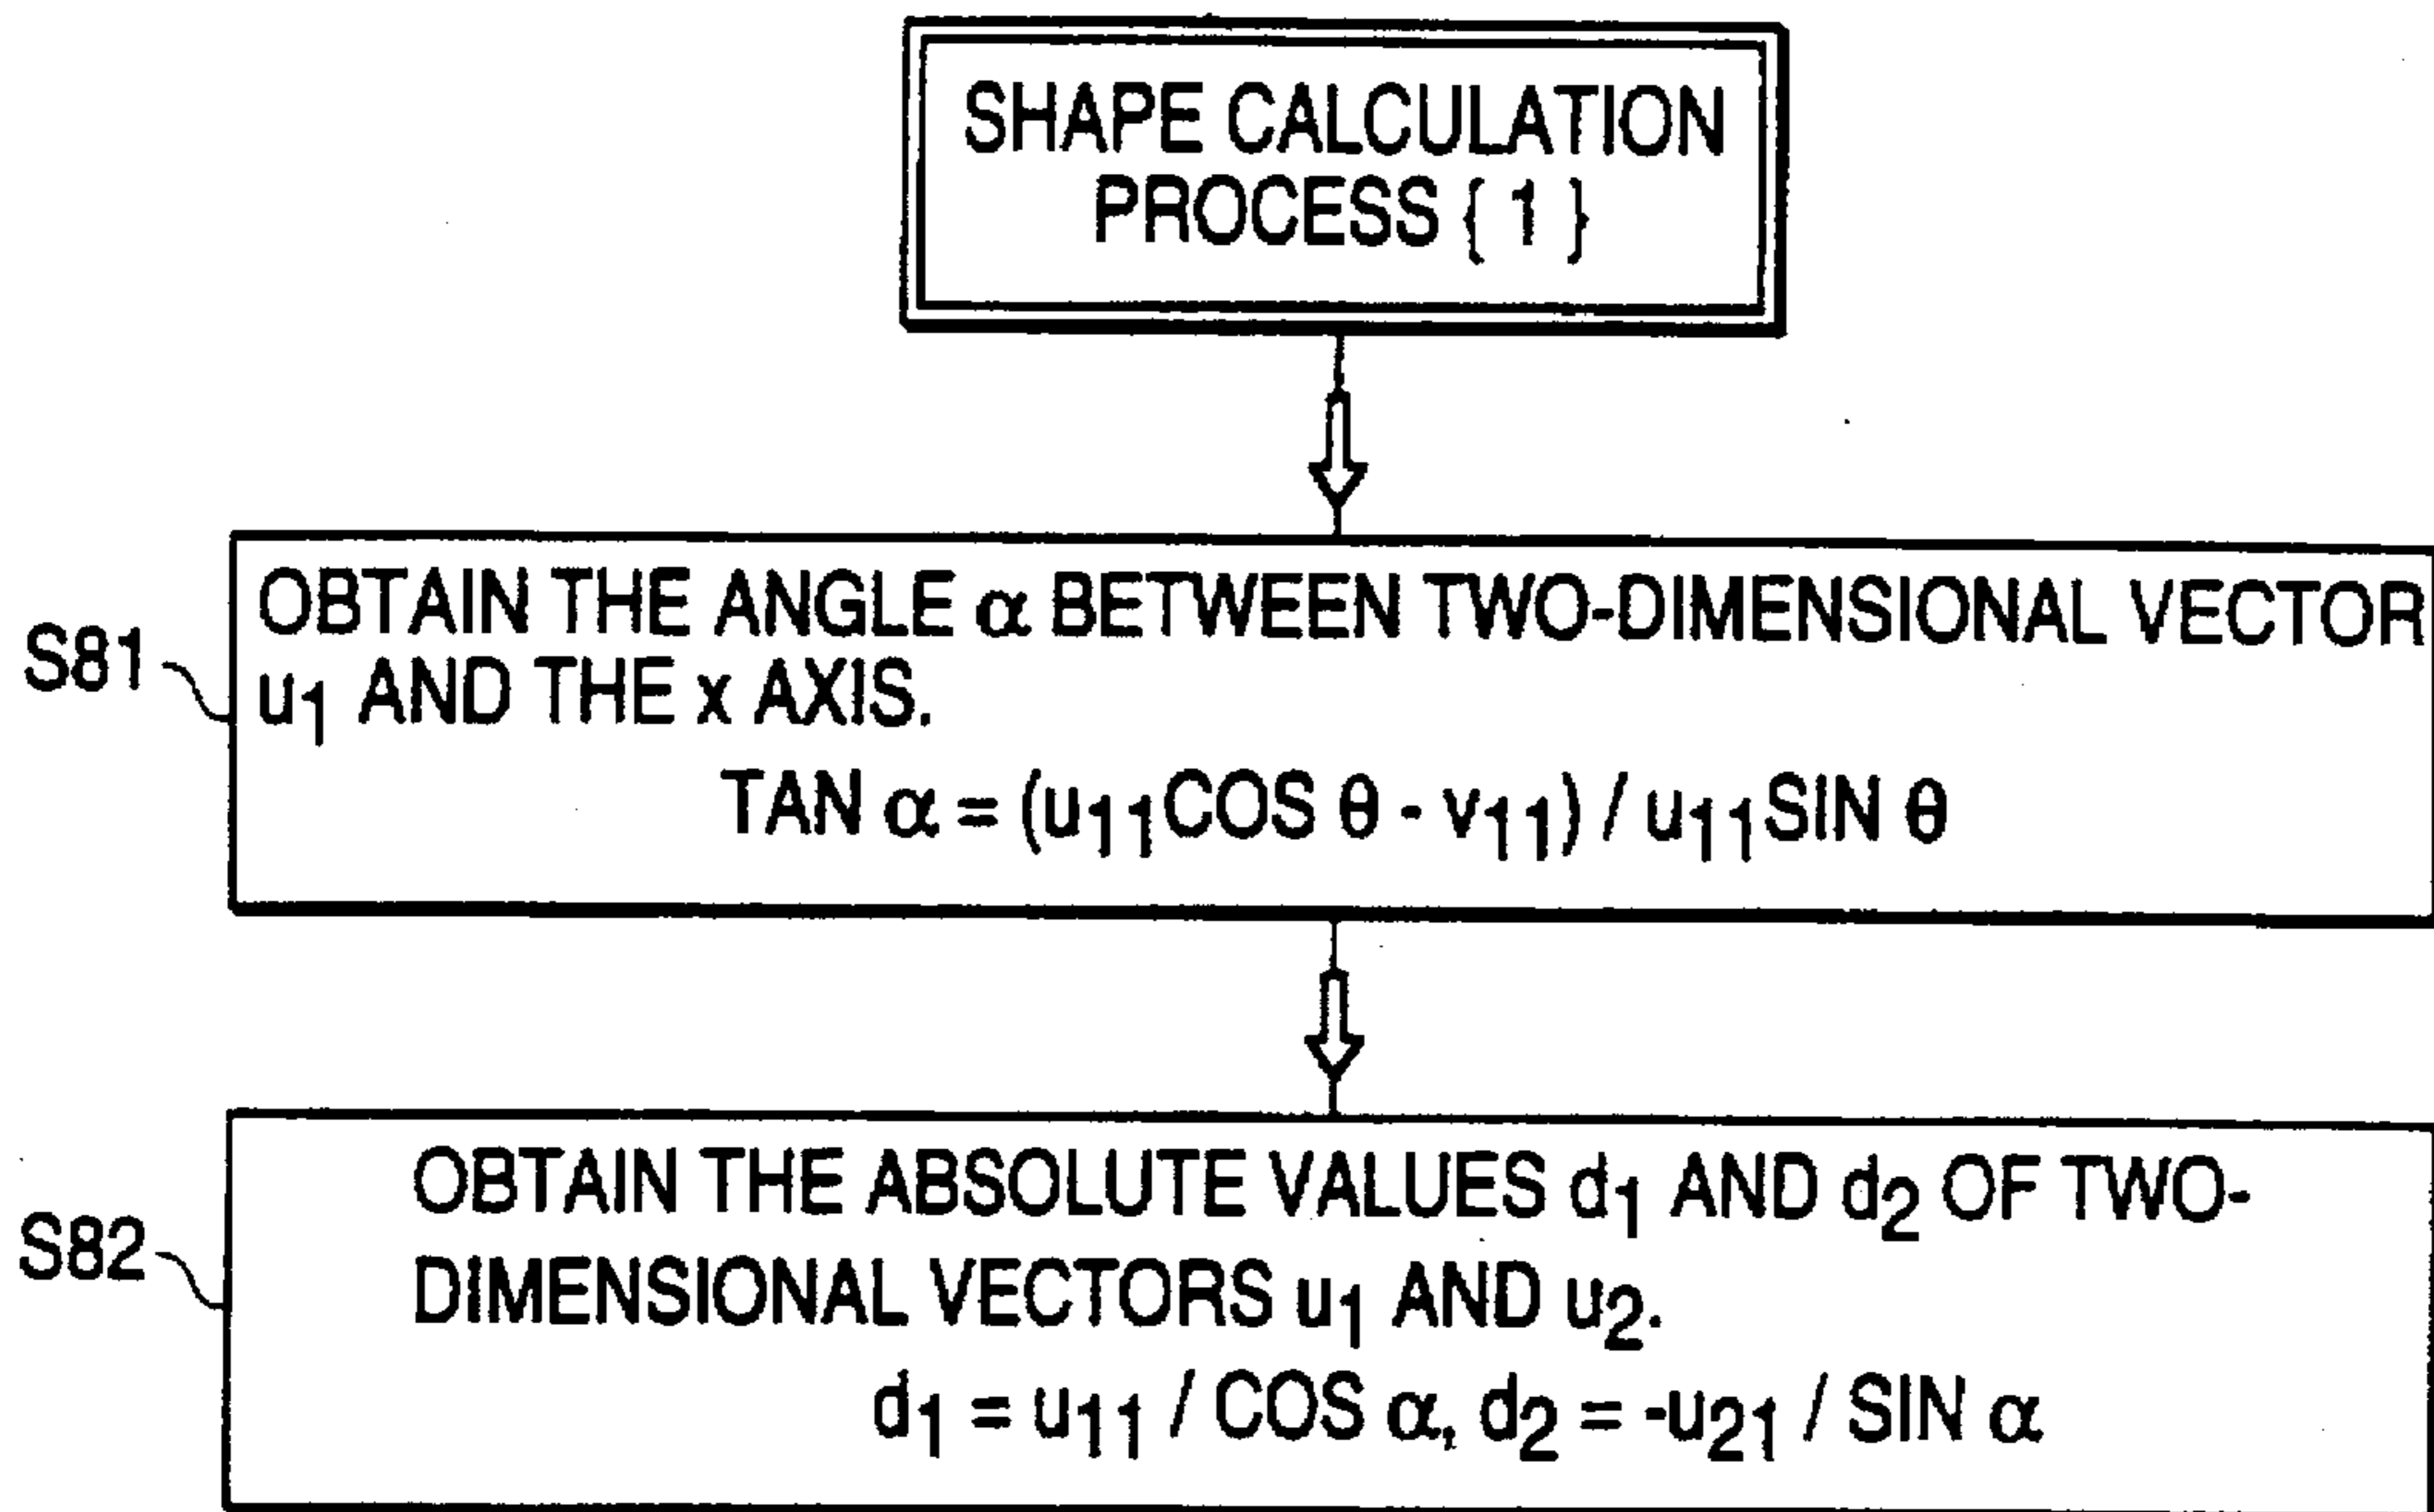 SHAPE CALCULATION
PROCESS { 1 }
S81
OBTAIN THE ANGLE α BETWEEN TWO-DIMENSIONAL VECTOR
u₁ AND THE x AXIS.
TAN α = (u₁₁COS θ - v₁₁) / u₁₁SIN θ
S82
OBTAIN THE ABSOLUTE VALUES d₁ AND d₂ OF TWO-
DIMENSIONAL VECTORS u₁ AND u₂.
d₁ = u₁₁ / COS α, d₂ = -u₂₁ / SIN α